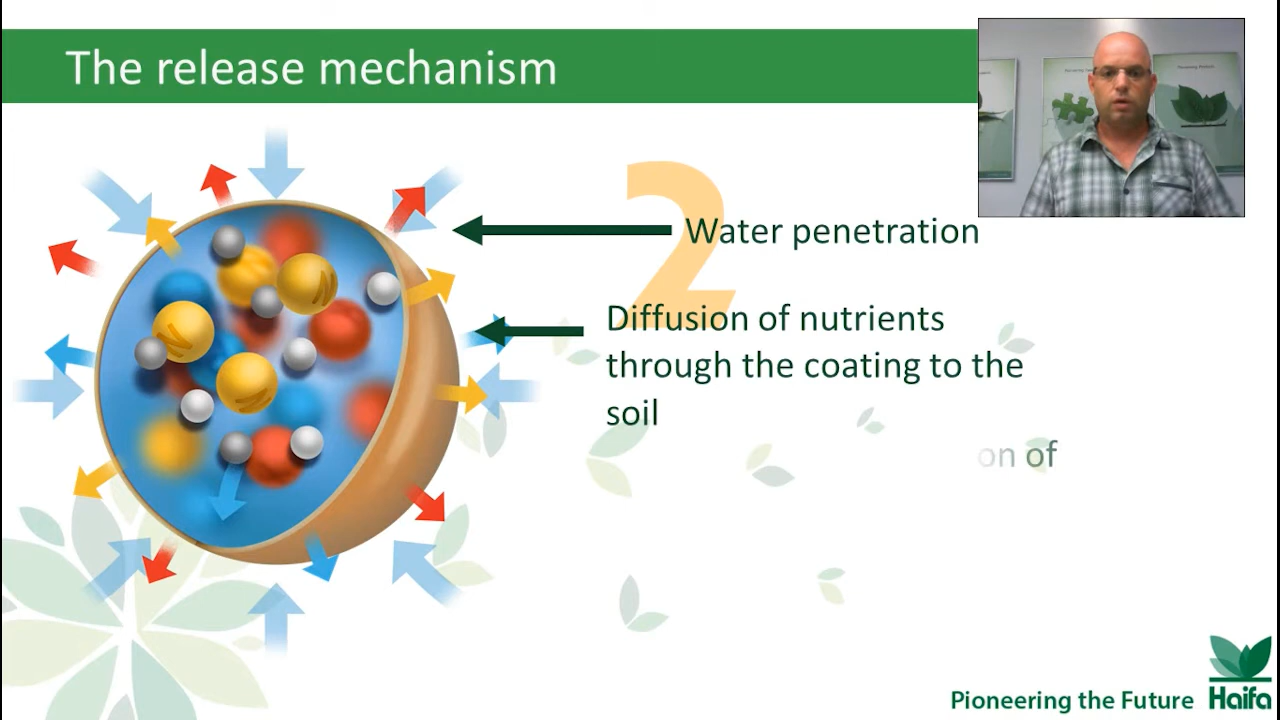 The release mechanism
2
Water penetration
Diffusion of nutrients
through the coating to the
soil
on of
Pioneering the Future
Haifa